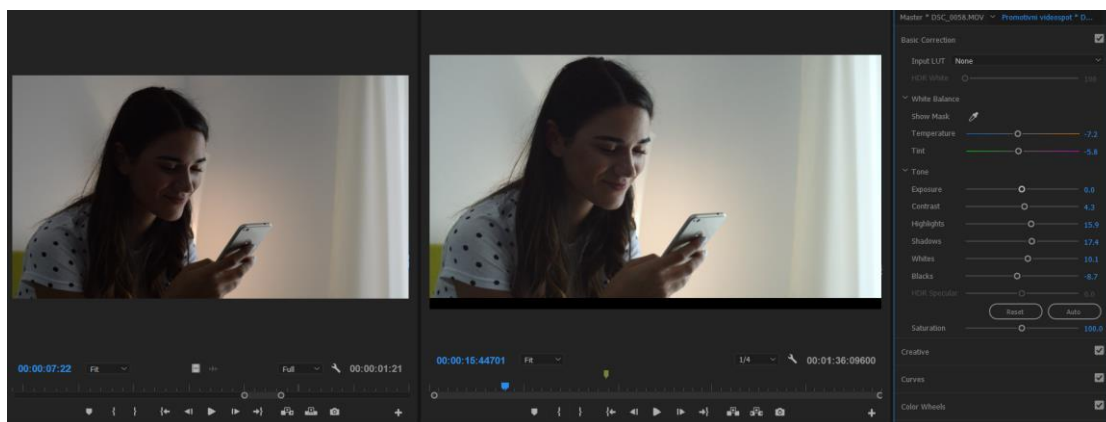 Master * DSC_0058.MOV Promotivni videospot * D...
Basic Correction
Input LUT None
HDR White 100
White Balance
Show Mask
Temperature -7.2
Tint -5.8
Tone
Exposure 0.0
Contrast 4.3
Highlights 15.9
Shadows 17.4
Whites 10.1
Blacks -8.7
HDR Specular 0.0
Reset Auto
Saturation 108.0
Creative
Curves
Color Wheels
00:00:07:22 Fit Full 00:00:01:21
00:00:15:44701 Fit 1/4 00:01:36:09600